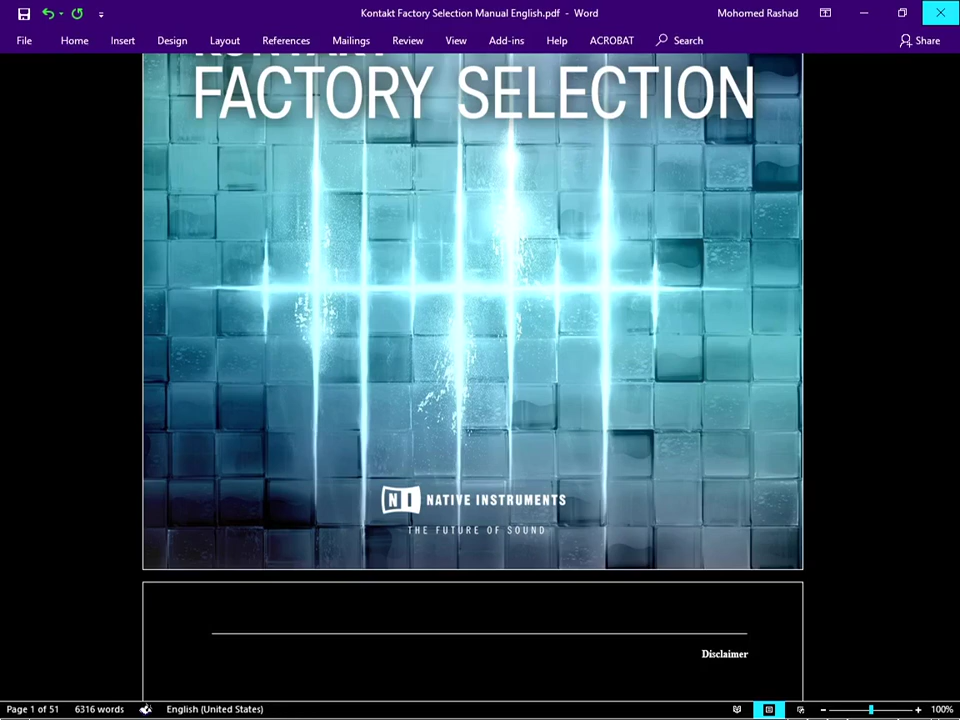 Kontakt Factory Selection Manual English.pdf - Word
Mohomed Rashad
File Home Insert Design Layout References Mailings Review View Add-ins Help ACROBAT Search Share
FACTORY SELECTION
NI NATIVE INSTRUMENTS
THE FUTURE OF SOUND
Disclaimer
Page 1 of 51 6316 words English (United States) 100%